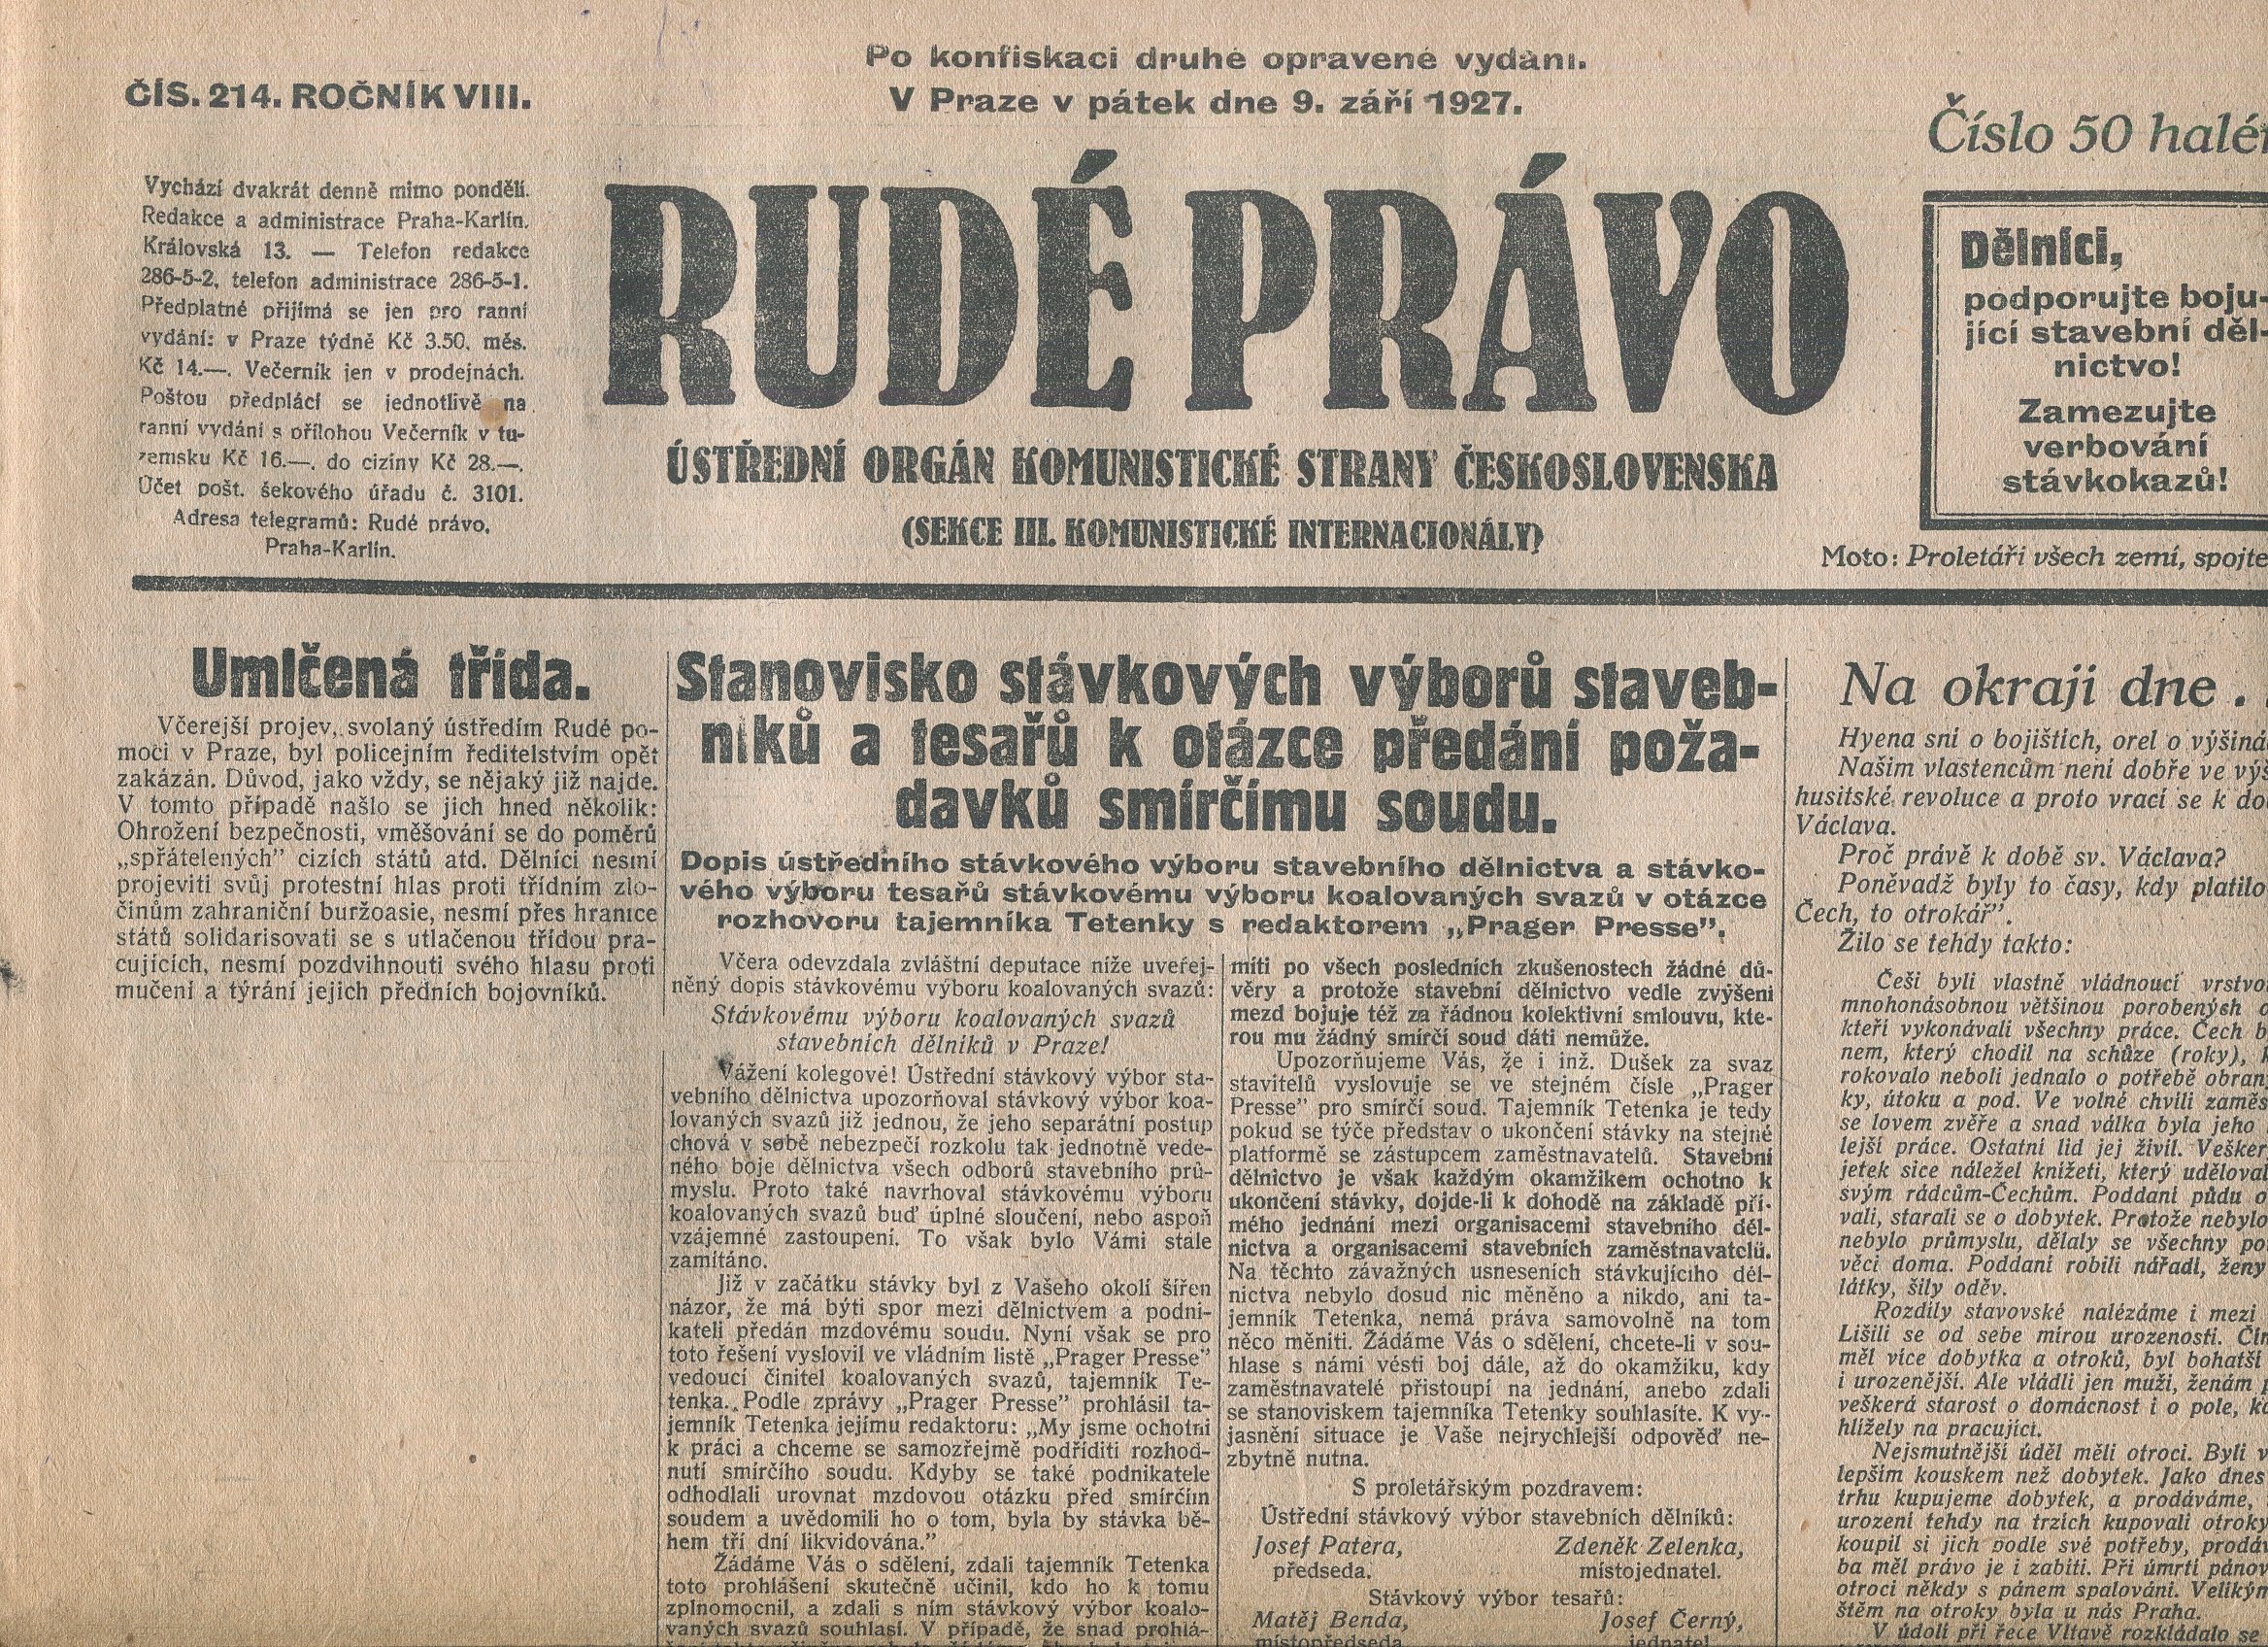 Po konfiskaci druhé opravené vydání.
V Praze v pátek dne 9. září 1927.
ČÍS. 214. ROČNÍK VIII.
Číslo 50 halé
Vychází dvakrát denně mimo pondělí.
Redakce a administrace Praha-Karlín.
Královská 13. — Telefon redakce
286-5-2, telefon administrace 286-5-1.
Předplatné přijímá se jen pro ranní
vydání: v Praze týdně Kč 3.50, měs.
Kč 14.—. Večerník jen v prodejnách.
Poštou předplácí se jednotlivě na
ranní vydání s přílohou Večerník v tu-
zemsku Kč 16.—, do ciziny Kč 28.—.
Účet pošt. šekového úřadu č. 3101.
Adresa telegramů: Rudé právo,
Praha-Karlín.
RUDÉ PRÁVO
ÚSTŘEDNÍ ORGÁN KOMUNISTICKÉ STRANY ČESKOSLOVENSKA
(SEKCE III. KOMUNISTICKÉ INTERNACIONÁLY)
Dělníci,
podporujte boju-
jící stavební děl-
nictvo!
Zamezujte
verbování
stávkokazů!
Moto: Proletáři všech zemí, spojte
Umlčená třída.
Včerejší projev, svolaný ústředím Rudé po-
moci v Praze, byl policejním ředitelstvím opět
zakázán. Důvod, jako vždy, se nějaký již najde.
V tomto případě našlo se jich hned několik:
Ohrožení bezpečnosti, vměšování se do poměrů
„spřátelených” cizích států atd. Dělníci nesmí
projeviti svůj protestní hlas proti třídním zlo-
činům zahraniční buržoasie, nesmí přes hranice
států solidarisovati se s utlačenou třídou pra-
cujících, nesmí pozdvihnouti svého hlasu proti
mučení a týrání jejich předních bojovníků.
Stanovisko stávkových výborů staveb-
níků a tesařů k otázce předání poža-
davků smírčímu soudu.
Dopis ústředního stávkového výboru stavebního dělnictva a stávko-
vého výboru tesařů stávkovému výboru koalovaných svazů v otázce
rozhovoru tajemníka Tetenky s redaktorem „Prager Presse”.
Včera odevzdala zvláštní deputace níže uveřej-
něný dopis stávkovému výboru koalovaných svazů:
Stávkovému výboru koalovaných svazů
stavebních dělníků v Praze!
Vážení kolegové! Ústřední stávkový výbor sta-
vebního dělnictva upozorňoval stávkový výbor koa-
lovaných svazů již jednou, že jeho separátní postup
chová v sobě nebezpečí rozkolu tak jednotně vede-
ného boje dělnictva všech odborů stavebního prů-
myslu. Proto také navrhoval stávkovému výboru
koalovaných svazů buď úplné sloučení, nebo aspoň
vzájemné zastoupení. To však bylo Vámi stále
zamítáno.
Již v začátku stávky byl z Vašeho okolí šířen
názor, že má býti spor mezi dělnictvem a podni-
kateli předán mzdovému soudu. Nyní však se pro
toto řešení vyslovil ve vládním listě „Prager Presse”
vedoucí činitel koalovaných svazů, tajemník Te-
tenka. Podle zprávy „Prager Presse” prohlásil ta-
jemník Tetenka jejímu redaktoru: „My jsme ochotni
k práci a chceme se samozřejmě podříditi rozhod-
nutí smírčího soudu. Kdyby se také podnikatele
odhodlali urovnat mzdovou otázku před smírčím
soudem a uvědomili ho o tom, byla by stávka bě-
hem tří dní likvidována.”
Žádáme Vás o sdělení, zdali tajemník Tetenka
toto prohlášení skutečně učinil, kdo ho k tomu
zplnomocnil, a zdali s ním stávkový výbor koalo-
vaných svazů souhlasí. V případě, že snad prohlá-
míti po všech posledních zkušenostech žádné dů-
věry a protože stavební dělnictvo vedle zvýšení
mezd bojuje též za řádnou kolektivní smlouvu, kte-
rou mu žádný smírčí soud dáti nemůže.
Upozorňujeme Vás, že i inž. Dušek za svaz
stavitelů vyslovuje se ve stejném čísle „Prager
Presse” pro smírčí soud. Tajemník Tetenka je tedy
pokud se týče představ o ukončení stávky na stejné
platformě se zástupcem zaměstnavatelů. Stavební
dělnictvo je však každým okamžikem ochotno k
ukončení stávky, dojde-li k dohodě na základě pří-
mého jednání mezi organisacemi stavebního děl-
nictva a organisacemi stavebních zaměstnavatelů.
Na těchto závažných usneseních stávkujícího děl-
nictva nebylo dosud nic měněno a nikdo, ani ta-
jemník Tetenka, nemá práva samovolně na tom
něco měniti. Žádáme Vás o sdělení, chcete-li v sou-
hlase s námi vésti boj dále, až do okamžiku, kdy
zaměstnavatelé přistoupí na jednání, anebo zdali
se stanoviskem tajemníka Tetenky souhlasíte. K vy-
jasnění situace je Vaše nejrychlejší odpověď ne-
zbytně nutna.
S proletářským pozdravem:
Ústřední stávkový výbor stavebních dělníků:
Josef Patera, Zdeněk Zelenka,
předseda. místojednatel.
Stávkový výbor tesařů:
Matěj Benda, Josef Černý,
místopředseda jednatel
Na okraji dne .
Hyena sní o bojištích, orel o výšiná
Našim vlastencům není dobře ve výš
husitské revoluce a proto vrací se k do
Václava.
Proč právě k době sv. Václava?
Poněvadž byly to časy, kdy platilo
Čech, to otrokář”.
Žilo se tehdy takto:
Češi byli vlastně vládnoucí vrstvo
mnohonásobnou většinou porobených o
kteří vykonávali všechny práce. Čech b
nem, který chodil na schůze (roky), k
rokovalo neboli jednalo o potřebě obran
ky, útoku a pod. Ve volné chvíli zaměs
se lovem zvěře a snad válka byla jeho
lejší práce. Ostatní lid jej živil. Vešker
jetek sice náležel knížeti, který uděloval
svým rádcům-Čechům. Poddaní půdu o
vali, starali se o dobytek. Protože nebylo
nebylo průmyslu, dělaly se všechny po
věci doma. Poddaní robili nářadí, ženy
látky, šily oděv.
Rozdíly stavovské nalézáme i mezi
Lišili se od sebe mírou urozenosti. Čím
měl více dobytka a otroků, byl bohatší
i urozenější. Ale vládli jen muži, ženám
veškerá starost o domácnost i o pole, kd
hlížely na pracující.
Nejsmutnější úděl měli otroci. Byli v
lepším kouskem než dobytek. Jako dnes
trhu kupujeme dobytek, a prodáváme,
urození tehdy na trzích kupovali otroky
koupil si jich podle své potřeby, prodáv
ba měl právo je i zabíti. Při úmrtí pánov
otroci někdy s pánem spalováni. Velikým
štěm na otroky byla u nás Praha.
V údolí při řece Vltavě rozkládalo se